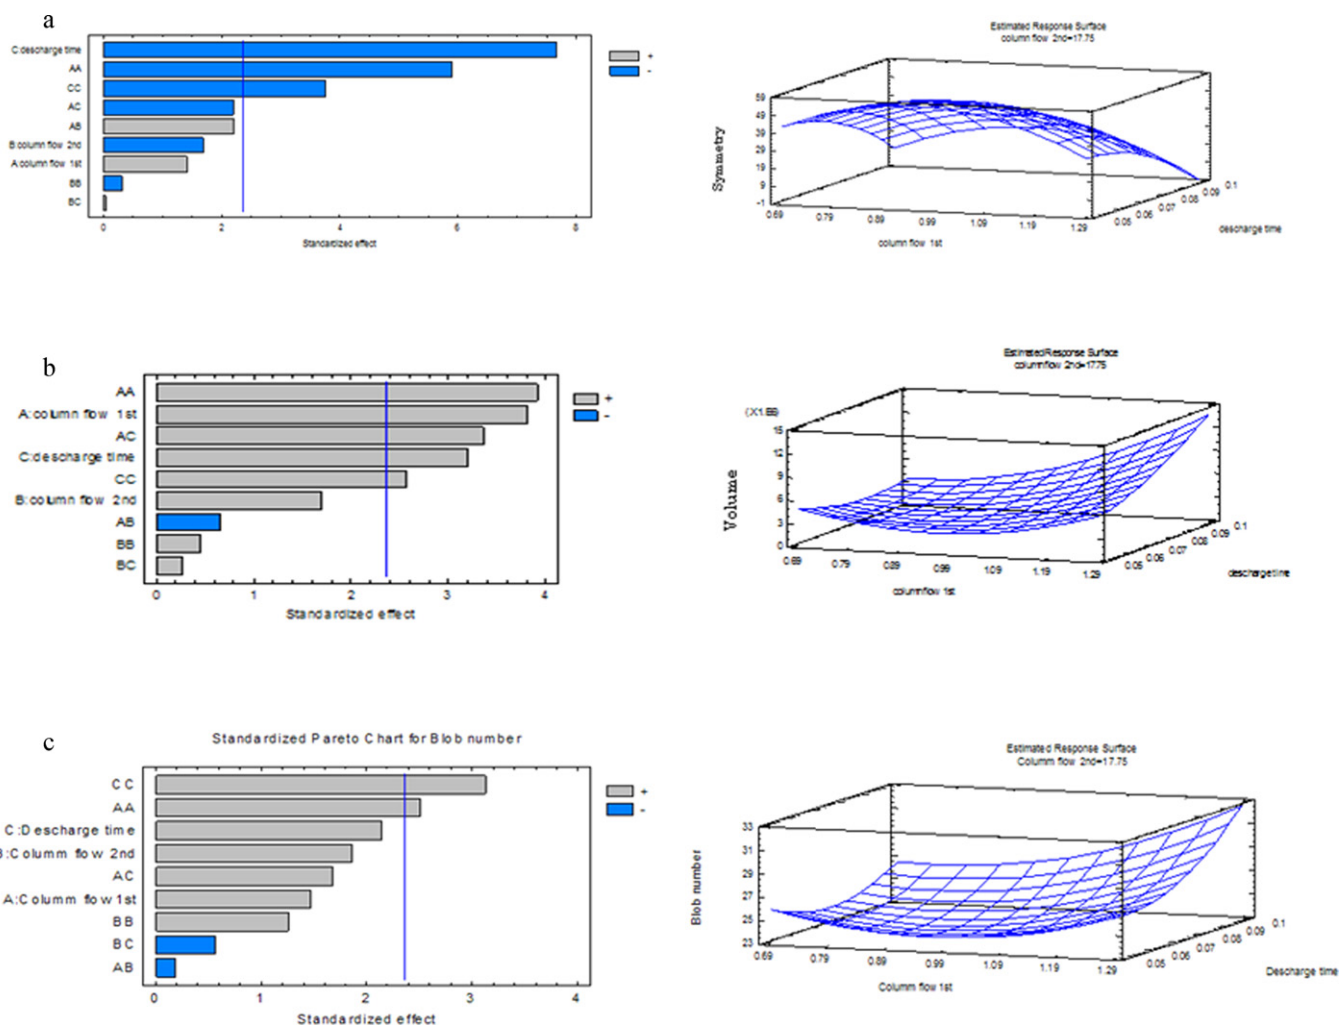 a
C:descharge time
AA
CC
AC
AB
B:column flow 2nd
A:column flow 1st
BB
BC
0 2 4 6 8
Standardized effect
+
-
Estimated Response Surface
column flow 2nd=17.75
Symmetry
59
49
39
29
19
9
-1
0.69 0.79 0.89 0.99 1.09 1.19 1.29
column flow 1st
0.05 0.06 0.07 0.08 0.09 0.1
descharge time
b
AA
A:column flow 1st
AC
C:descharge time
CC
B:column flow 2nd
AB
BB
BC
0 1 2 3 4
Standardized effect
+
-
Estimated Response Surface
column flow 2nd=17.75
Volume
15
12
9
6
3
0
0.69 0.79 0.89 0.99 1.09 1.19 1.29
column flow 1st
0.05 0.06 0.07 0.08 0.09 0.1
descharge time
c
Standardized Pareto Chart for Blob number
CC
AA
C:Descharge time
B:Columm flow 2nd
AC
A:Columm flow 1st
BB
BC
AB
0 1 2 3 4
Standardized effect
+
-
Estimated Response Surface
Columm flow 2nd=17.75
Blob number
33
31
29
27
25
23
0.69 0.79 0.89 0.99 1.09 1.19 1.29
Columm flow 1st
0.05 0.06 0.07 0.08 0.09 0.1
Descharge time